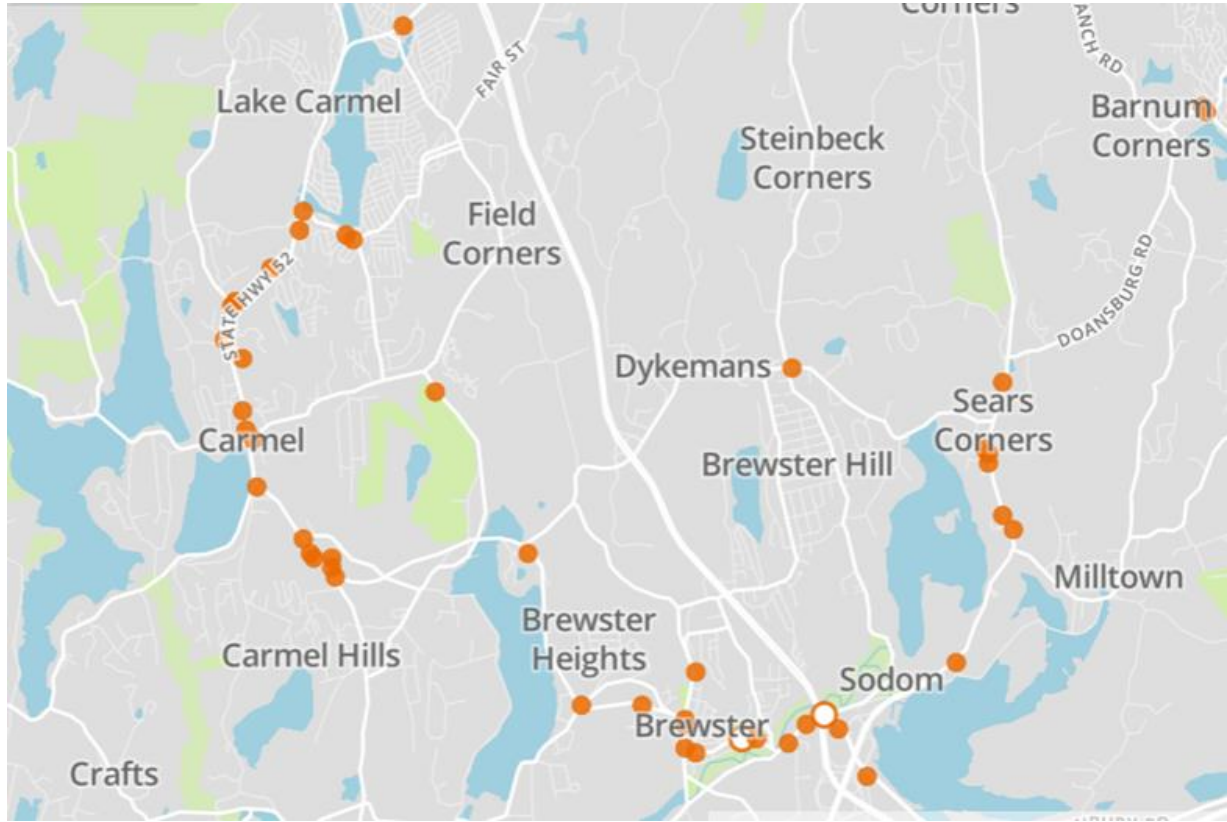 Corners
ANCH RD
FAIR ST
Lake Carmel
Barnum
Corners
Steinbeck
Corners
Field
Corners
STATE HWY 52
DOANSBURG RD
Dykemans
Sears
Corners
Carmel
Brewster Hill
Milltown
Brewster
Heights
Carmel Hills
Sodom
Brewster
Crafts